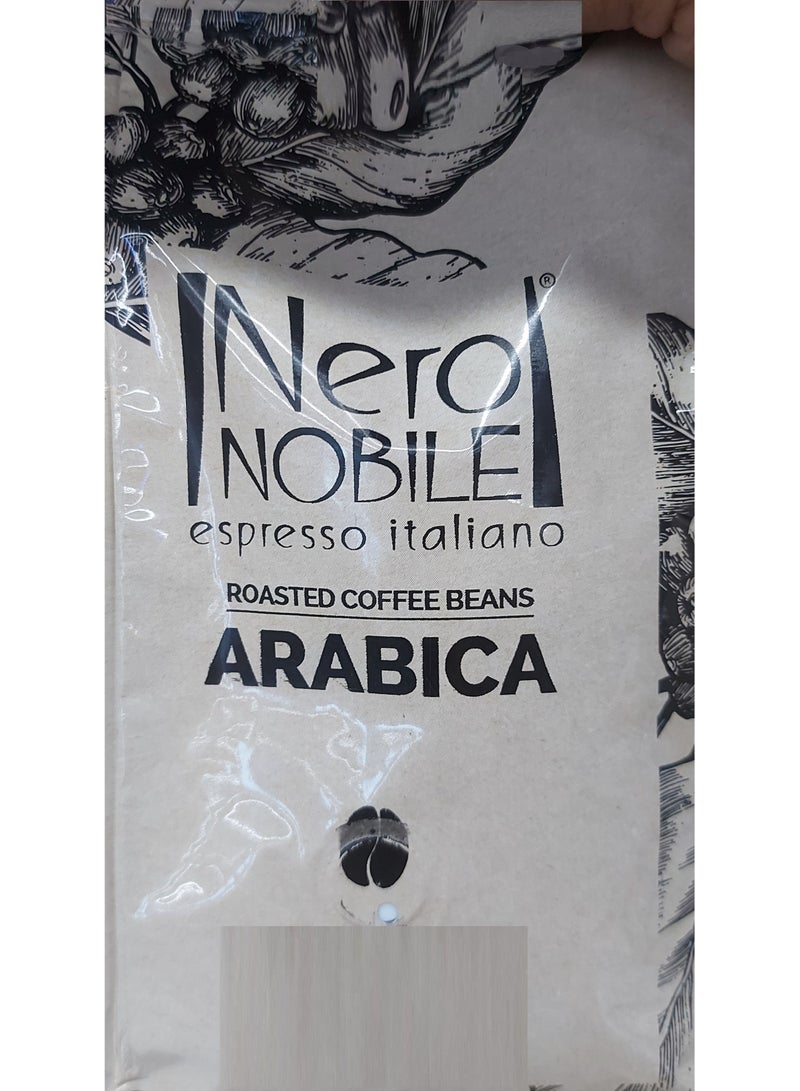 Nero
®
NOBILE
espresso italiano
ROASTED COFFEE BEANS
ARABICA